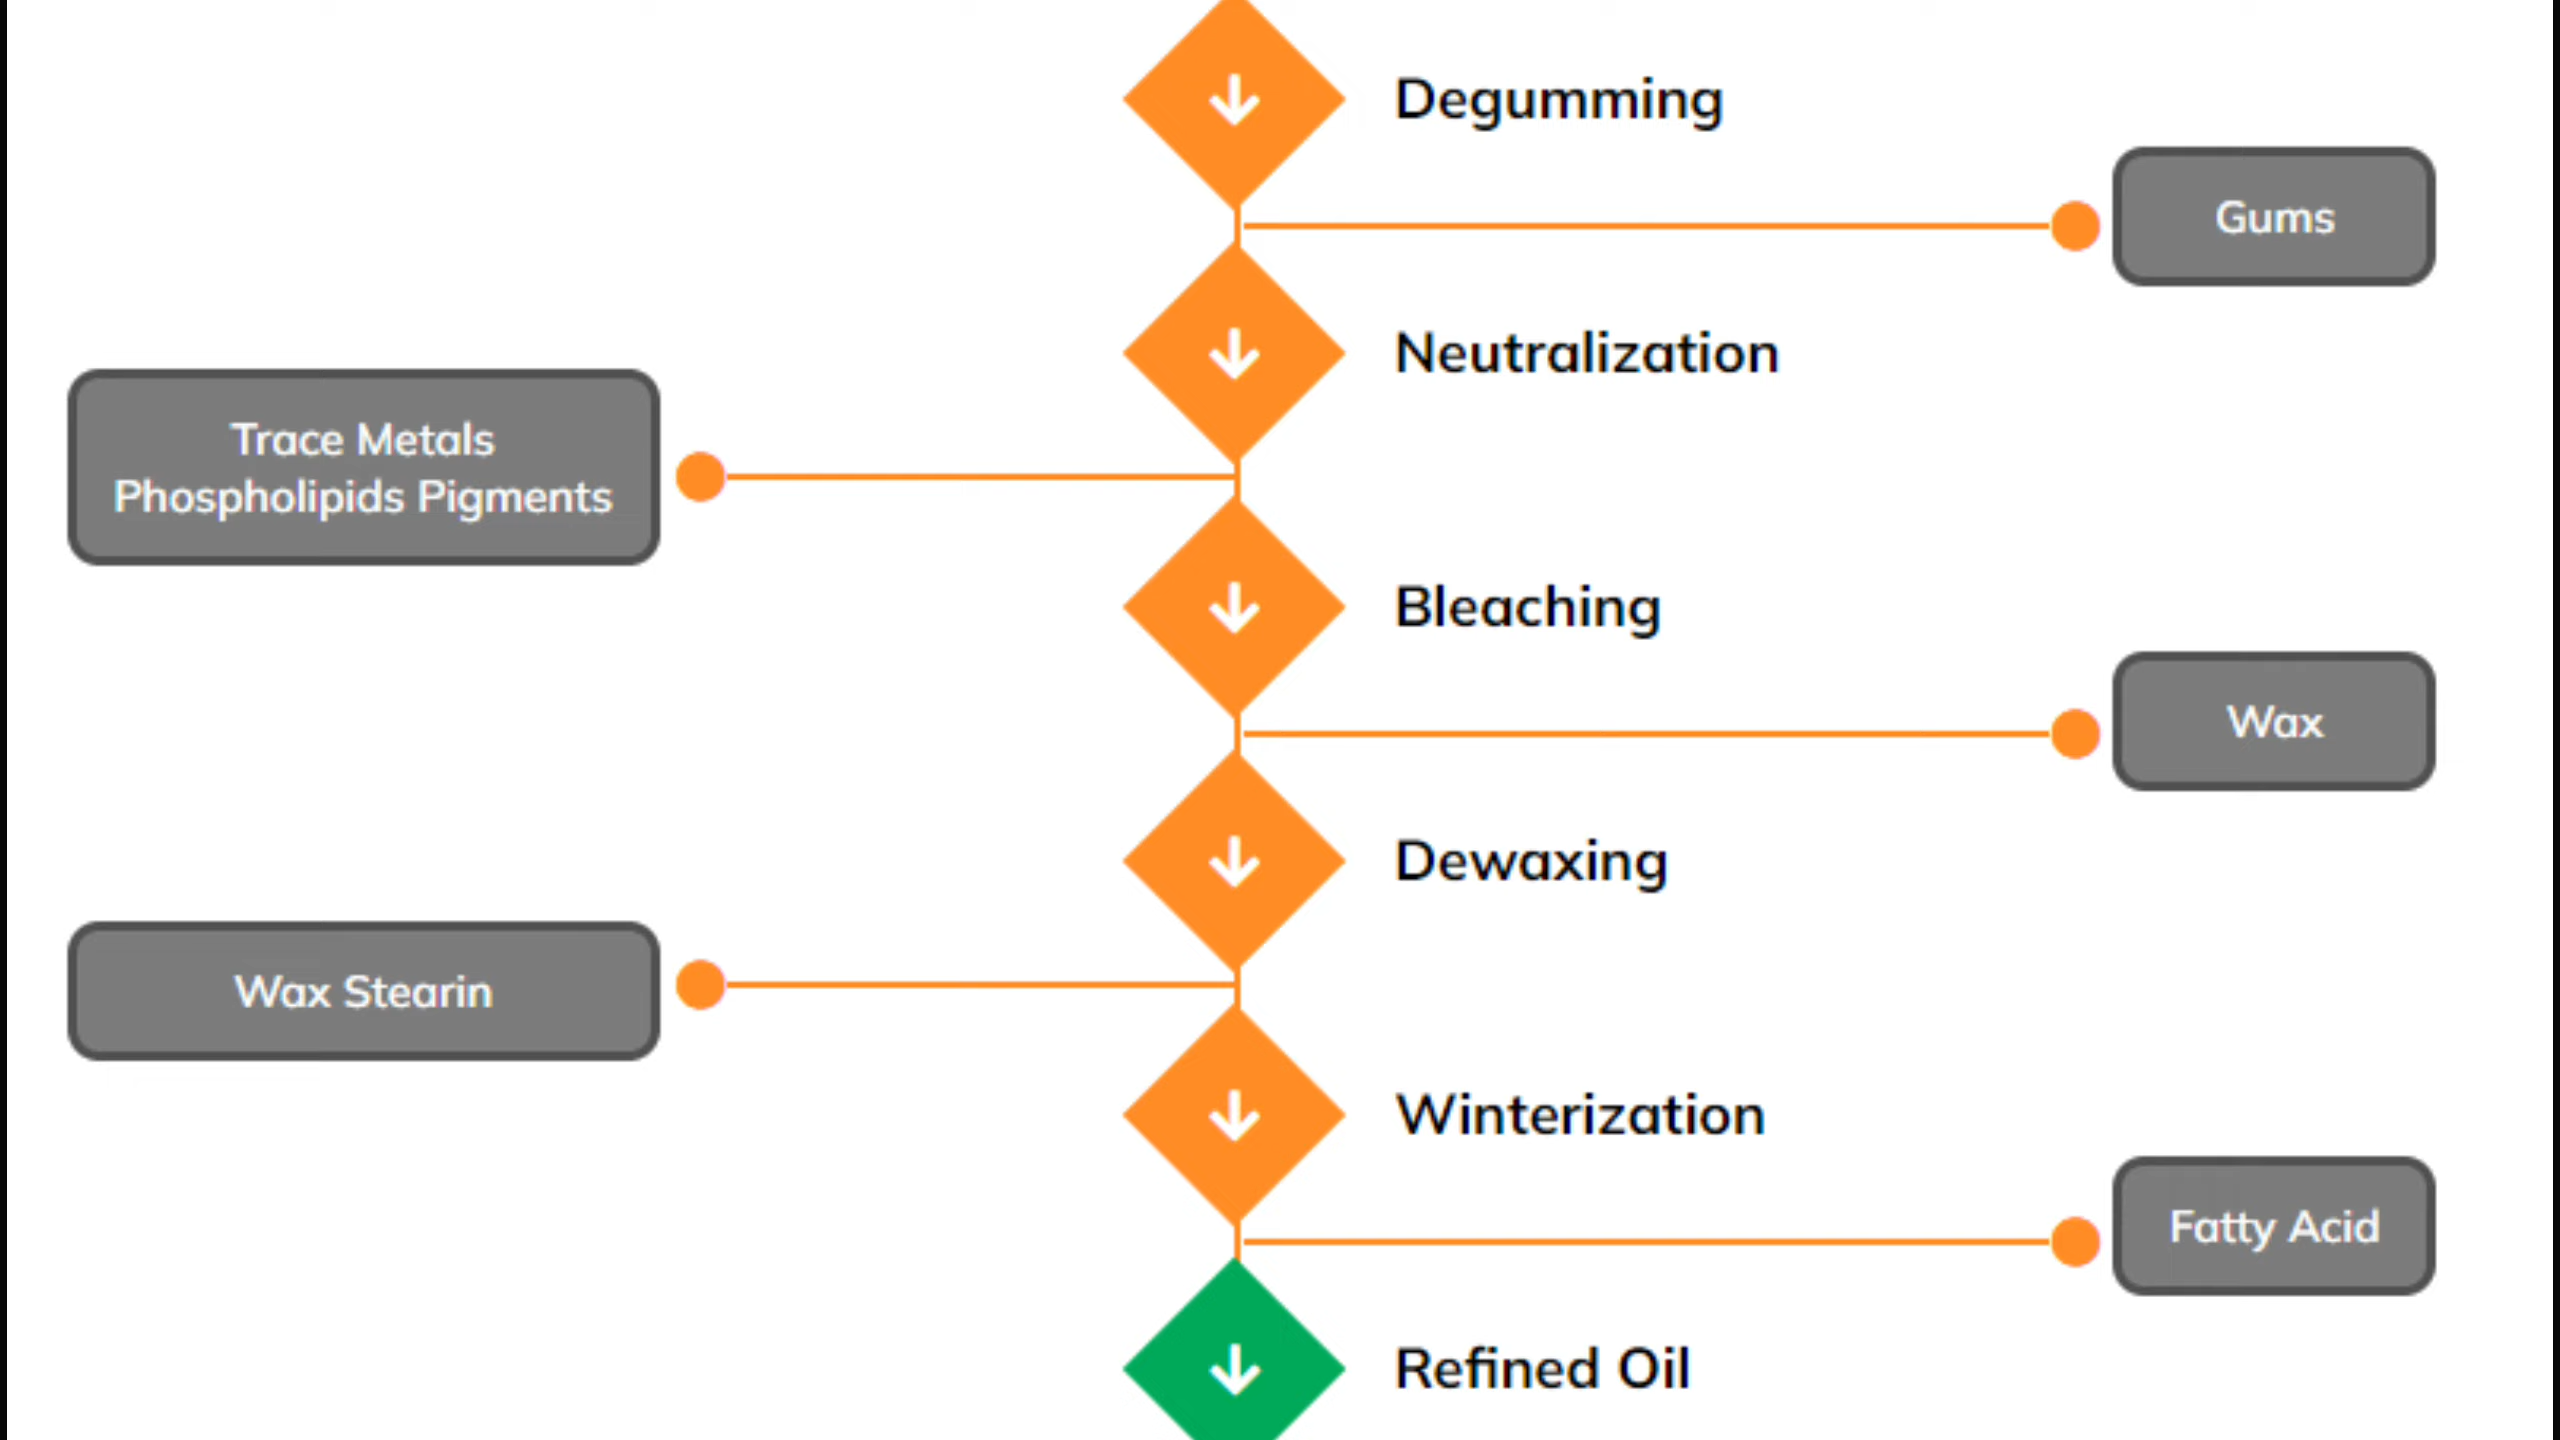 Degumming
Gums
Neutralization
Trace Metals
Phospholipids Pigments
Bleaching
Wax
Dewaxing
Wax Stearin
Winterization
Fatty Acid
Refined Oil